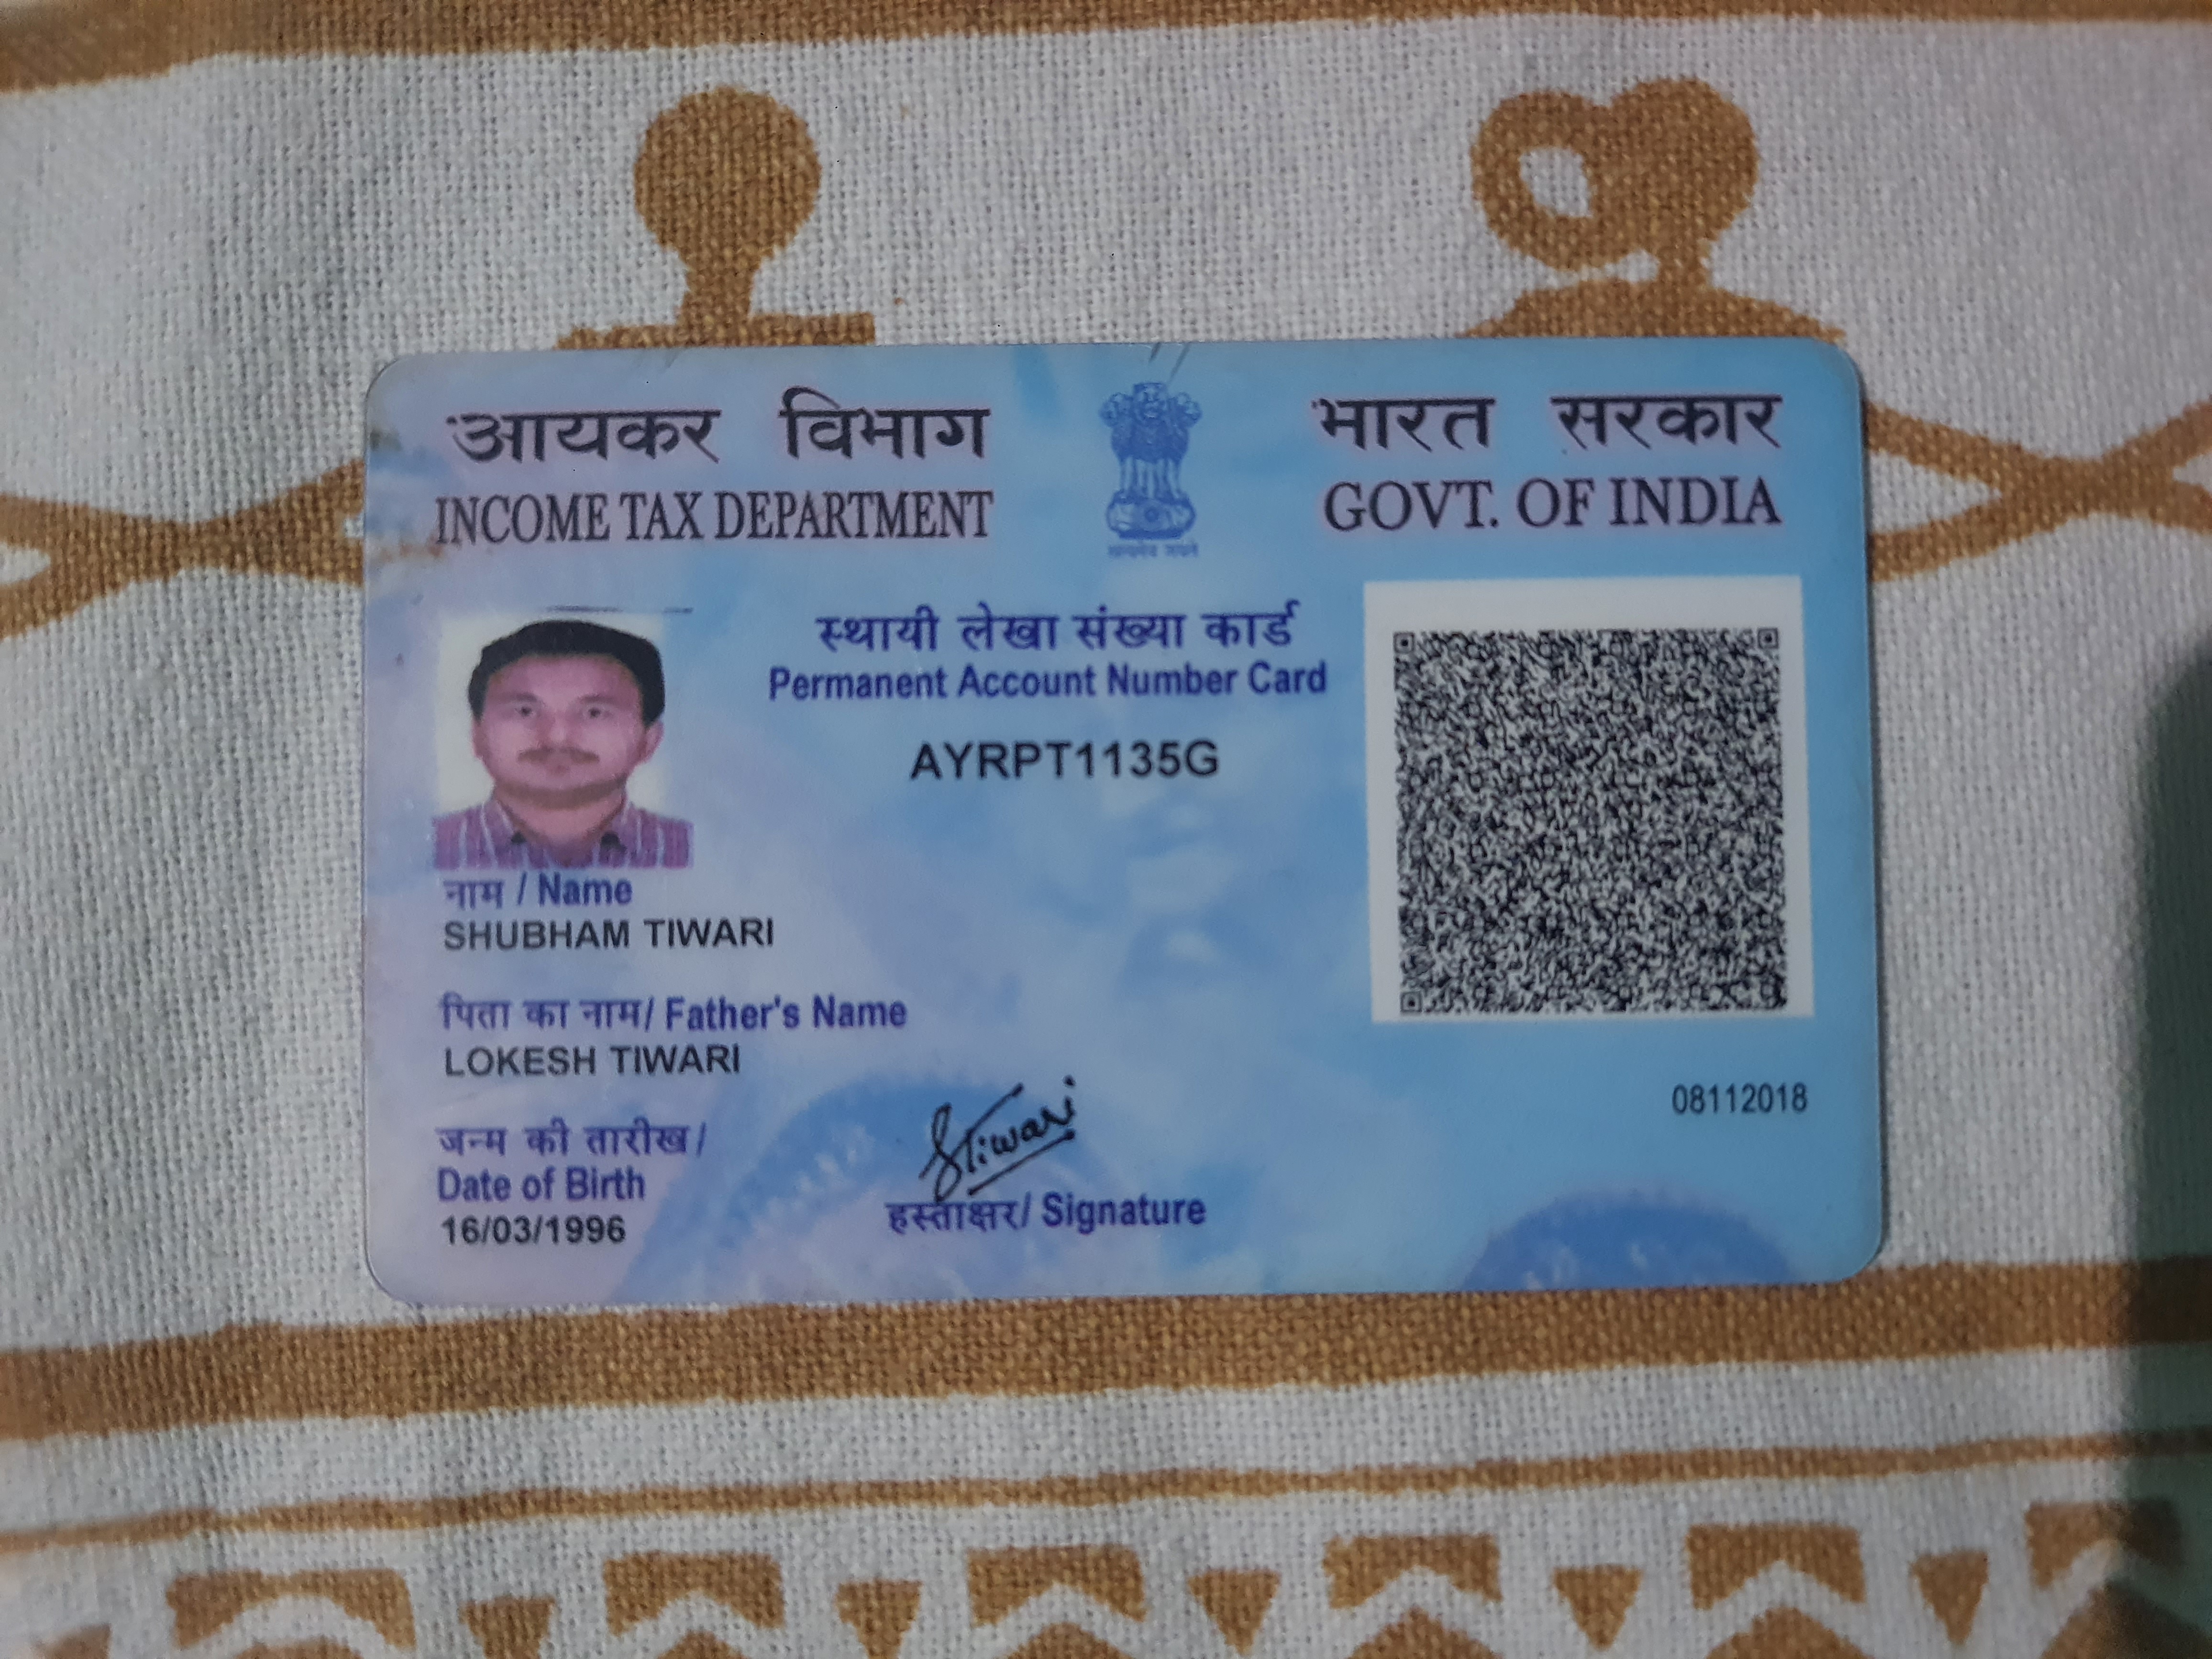 आयकर विभाग
INCOME TAX DEPARTMENT
भारत सरकार
GOVT. OF INDIA
स्थायी लेखा संख्या कार्ड
Permanent Account Number Card
AYRPT1135G
नाम / Name
SHUBHAM TIWARI
पिता का नाम / Father's Name
LOKESH TIWARI
जन्म की तारीख /
Date of Birth
16/03/1996
Stiwari
हस्ताक्षर / Signature
08112018